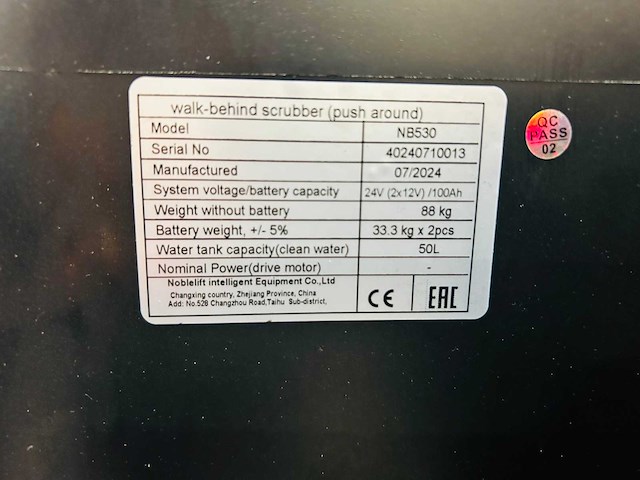 walk-behind scrubber (push around)
Model NB530
Serial No 40240710013
Manufactured 07/2024
System voltage/battery capacity 24V (2x12V) /100Ah
Weight without battery 88 kg
Battery weight, +/- 5% 33.3 kg x 2pcs
Water tank capacity(clean water) 50L
Nominal Power(drive motor) -
Noblelift intelligent Equipment Co.,Ltd
Changxing country, Zhejiang Province, China
Add: No.528 Changzhou Road,Taihu Sub-district,
CE EAC
QC
PASS
02